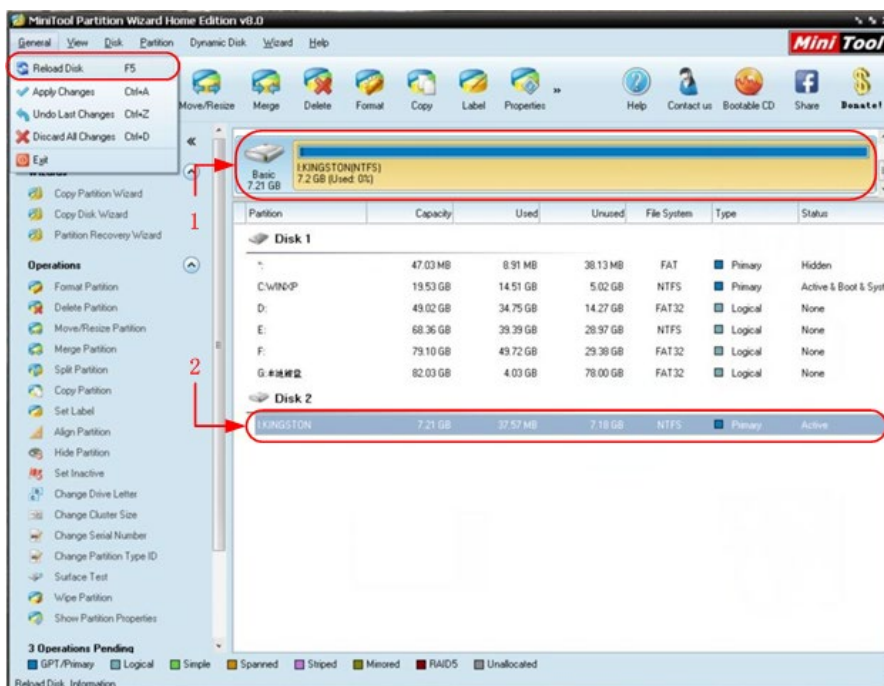 MiniTool Partition Wizard Home Edition v8.0
General View Disk Partition Dynamic Disk Wizard Help
Mini Tool
Reload Disk F5
Apply Changes Ctrl+A
Undo Last Changes Ctrl+Z
Discard All Changes Ctrl+D
Exit
Move/Resize Merge Delete Format Copy Label Properties » Help Contact us Bootable CD Share Donate!
«
1
Basic
7.21 GB
I:KINGSTON(NTFS)
7.2 GB (Used: 0%)
Copy Partition Wizard
Copy Disk Wizard
Partition Recovery Wizard
Operations
Format Partition
Delete Partition
Move/Resize Partition
Merge Partition
Split Partition
Copy Partition
Set Label
Align Partition
Hide Partition
Set Inactive
Change Drive Letter
Change Cluster Size
Change Serial Number
Change Partition Type ID
Surface Test
Wipe Partition
Show Partition Properties
3 Operations Pending
2
Partition Capacity Used Unused File System Type Status
Disk 1
*: 47.03 MB 8.91 MB 38.13 MB FAT Primary Hidden
C:WINXP 19.53 GB 14.51 GB 5.02 GB NTFS Primary Active & Boot & Syst
D: 49.02 GB 34.75 GB 14.27 GB FAT32 Logical None
E: 68.36 GB 39.39 GB 28.97 GB NTFS Logical None
F: 79.10 GB 49.72 GB 29.38 GB FAT32 Logical None
G:本地磁盘 82.03 GB 4.03 GB 78.00 GB FAT32 Logical None
Disk 2
I:KINGSTON 7.21 GB 37.57 MB 7.18 GB NTFS Primary Active
GPT/Primary Logical Simple Spanned Striped Mirrored RAID5 Unallocated
Reload Disk Information